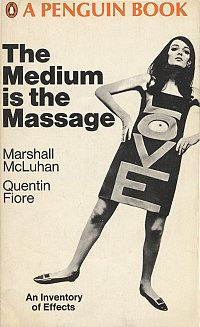 A PENGUIN BOOK
The
Medium
is the
Massage
Marshall
McLuhan
Quentin
Fiore
LOVE
An Inventory
of Effects